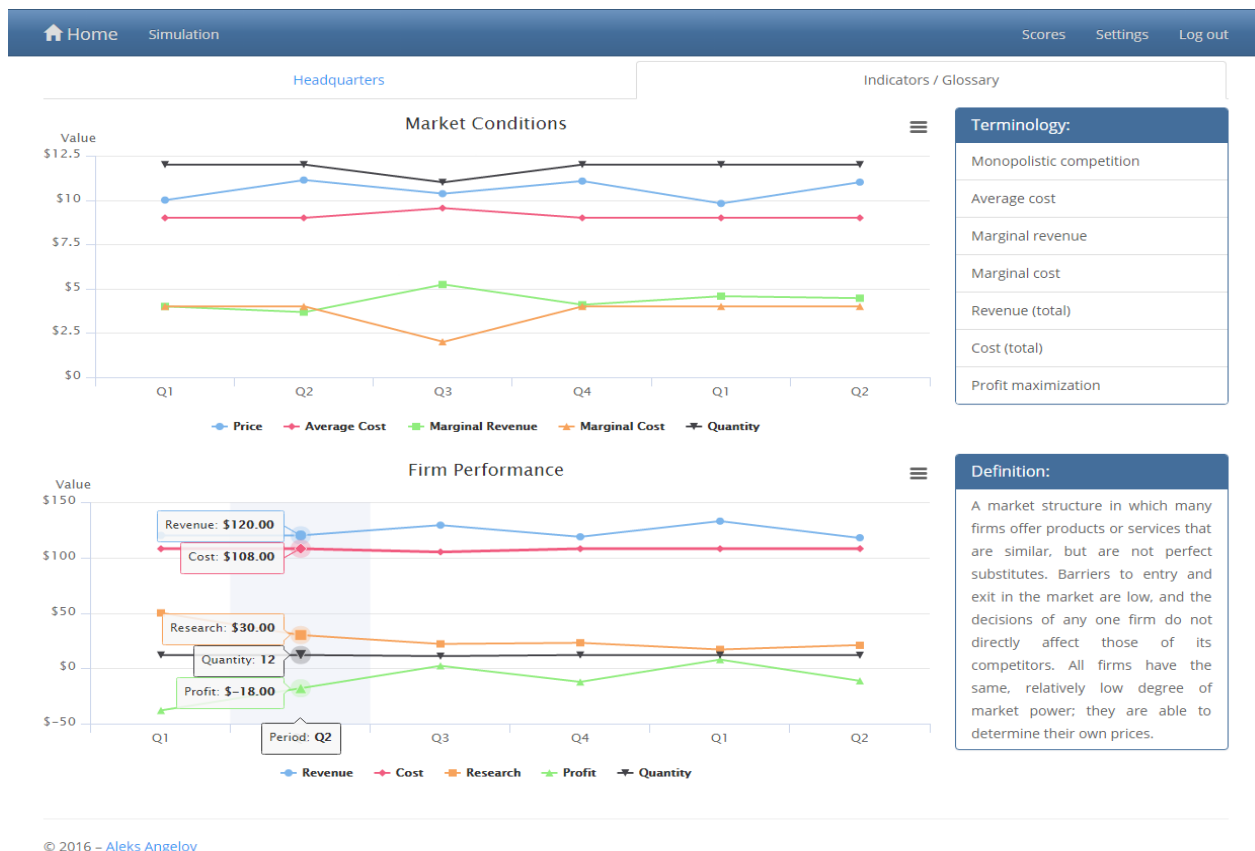 Home Simulation Scores Settings Log out
Headquarters Indicators / Glossary
Market Conditions
Value
$12.5
$10
$7.5
$5
$2.5
$0
Q1 Q2 Q3 Q4 Q1 Q2
Price Average Cost Marginal Revenue Marginal Cost Quantity
Terminology:
Monopolistic competition
Average cost
Marginal revenue
Marginal cost
Revenue (total)
Cost (total)
Profit maximization
Firm Performance
Value
$150
$100
$50
$0
$-50
Revenue: $120.00
Cost: $108.00
Research: $30.00
Quantity: 12
Profit: $-18.00
Period: Q2
Q1 Q3 Q4 Q1 Q2
Revenue Cost Research Profit Quantity
Definition:
A market structure in which many
firms offer products or services that
are similar, but are not perfect
substitutes. Barriers to entry and
exit in the market are low, and the
decisions of any one firm do not
directly affect those of its
competitors. All firms have the
same, relatively low degree of
market power; they are able to
determine their own prices.
© 2016 – Aleks Angelov